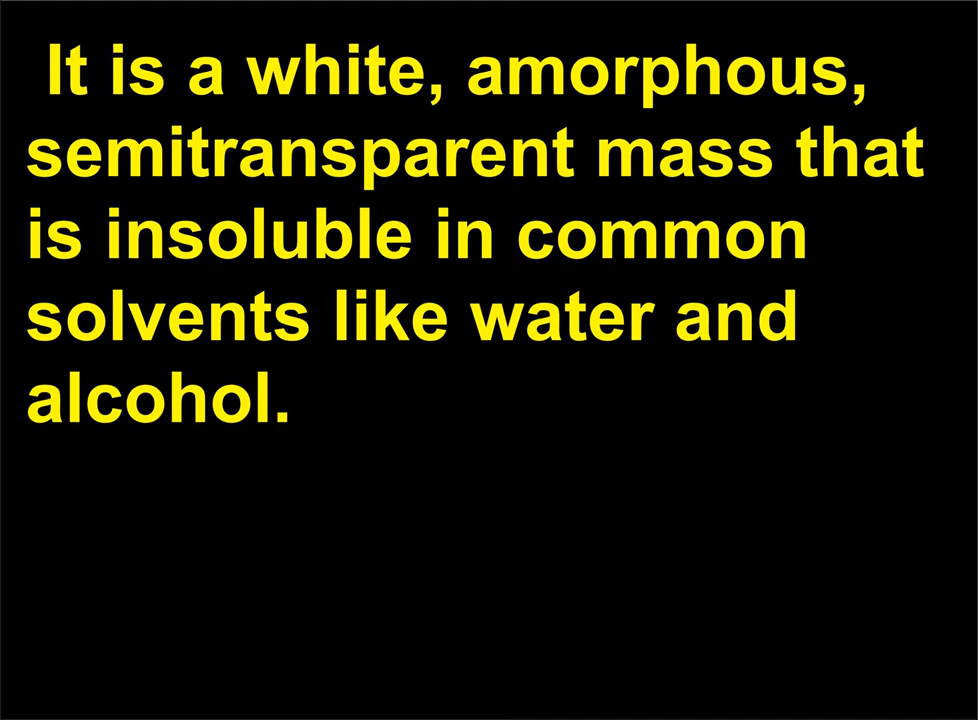 It is a white, amorphous,
semitransparent mass that
is insoluble in common
solvents like water and
alcohol.